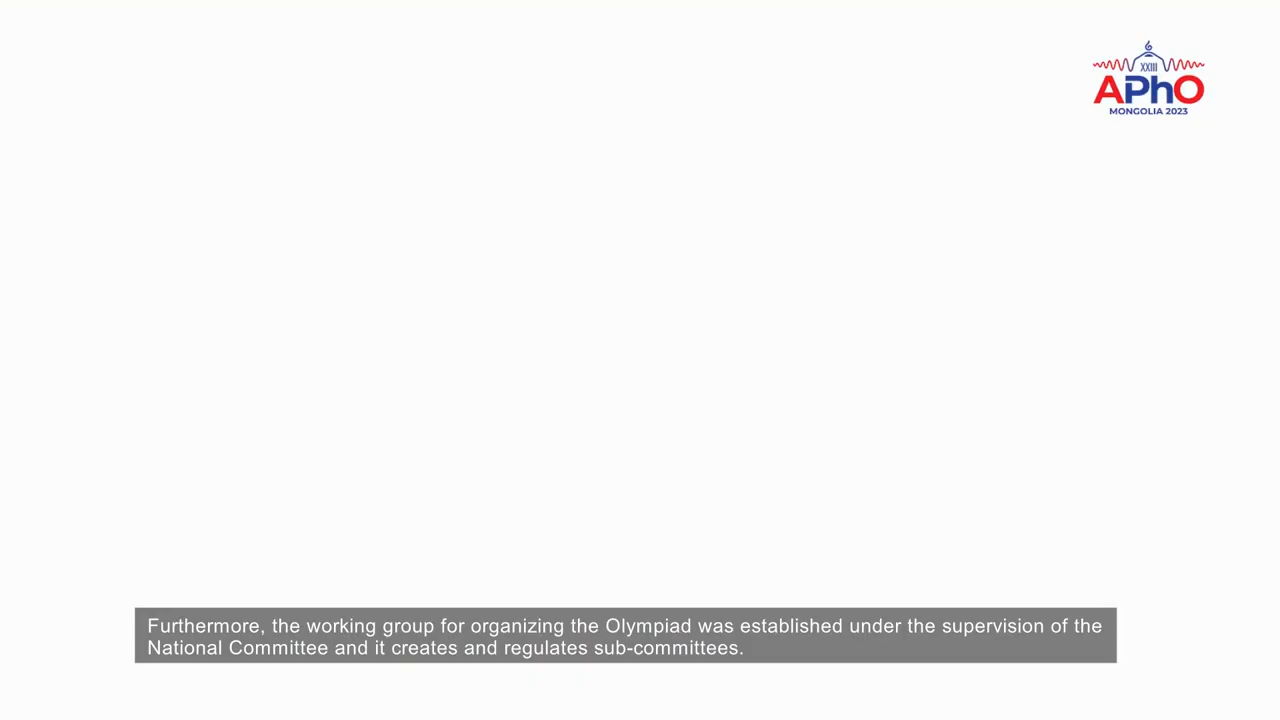 XXIII
APhO
MONGOLIA 2023
Furthermore, the working group for organizing the Olympiad was established under the supervision of the
National Committee and it creates and regulates sub-committees.